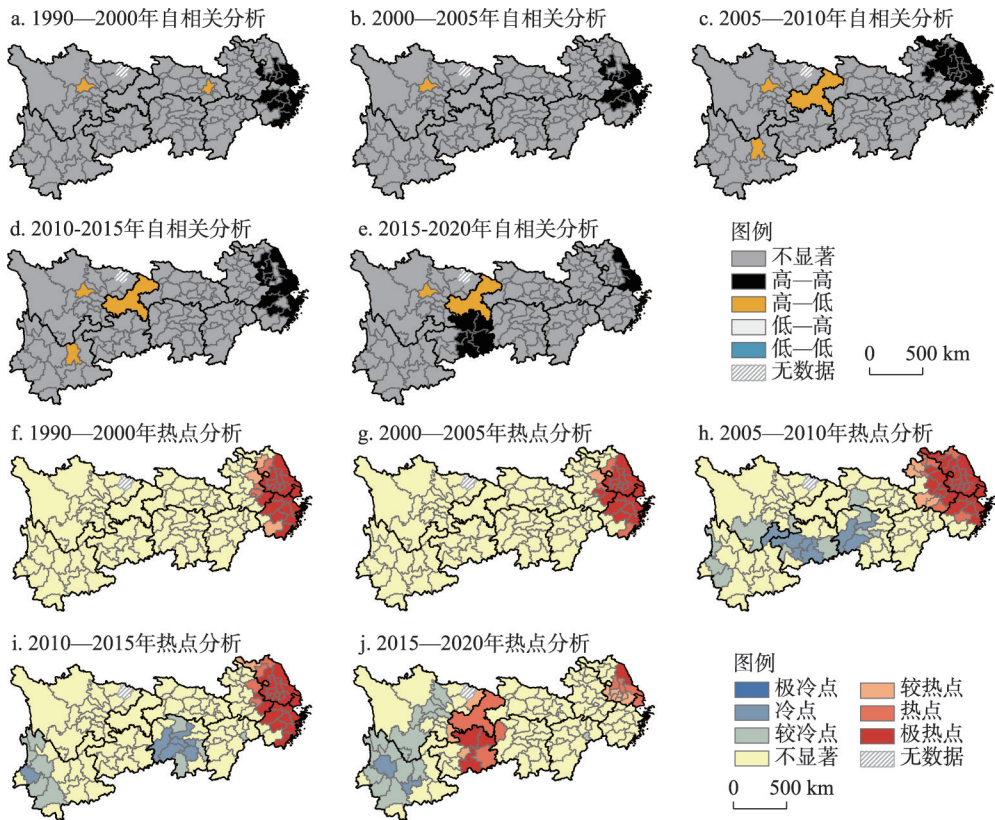 a. 1990—2000年自相关分析
b. 2000—2005年自相关分析
c. 2005—2010年自相关分析
d. 2010-2015年自相关分析
e. 2015-2020年自相关分析
图例
不显著
高—高
高—低
低—高
低—低
无数据
0 500 km
f. 1990—2000年热点分析
g. 2000—2005年热点分析
h. 2005—2010年热点分析
i. 2010—2015年热点分析
j. 2015—2020年热点分析
图例
极冷点 较热点
冷点 热点
较冷点 极热点
不显著 无数据
0 500 km